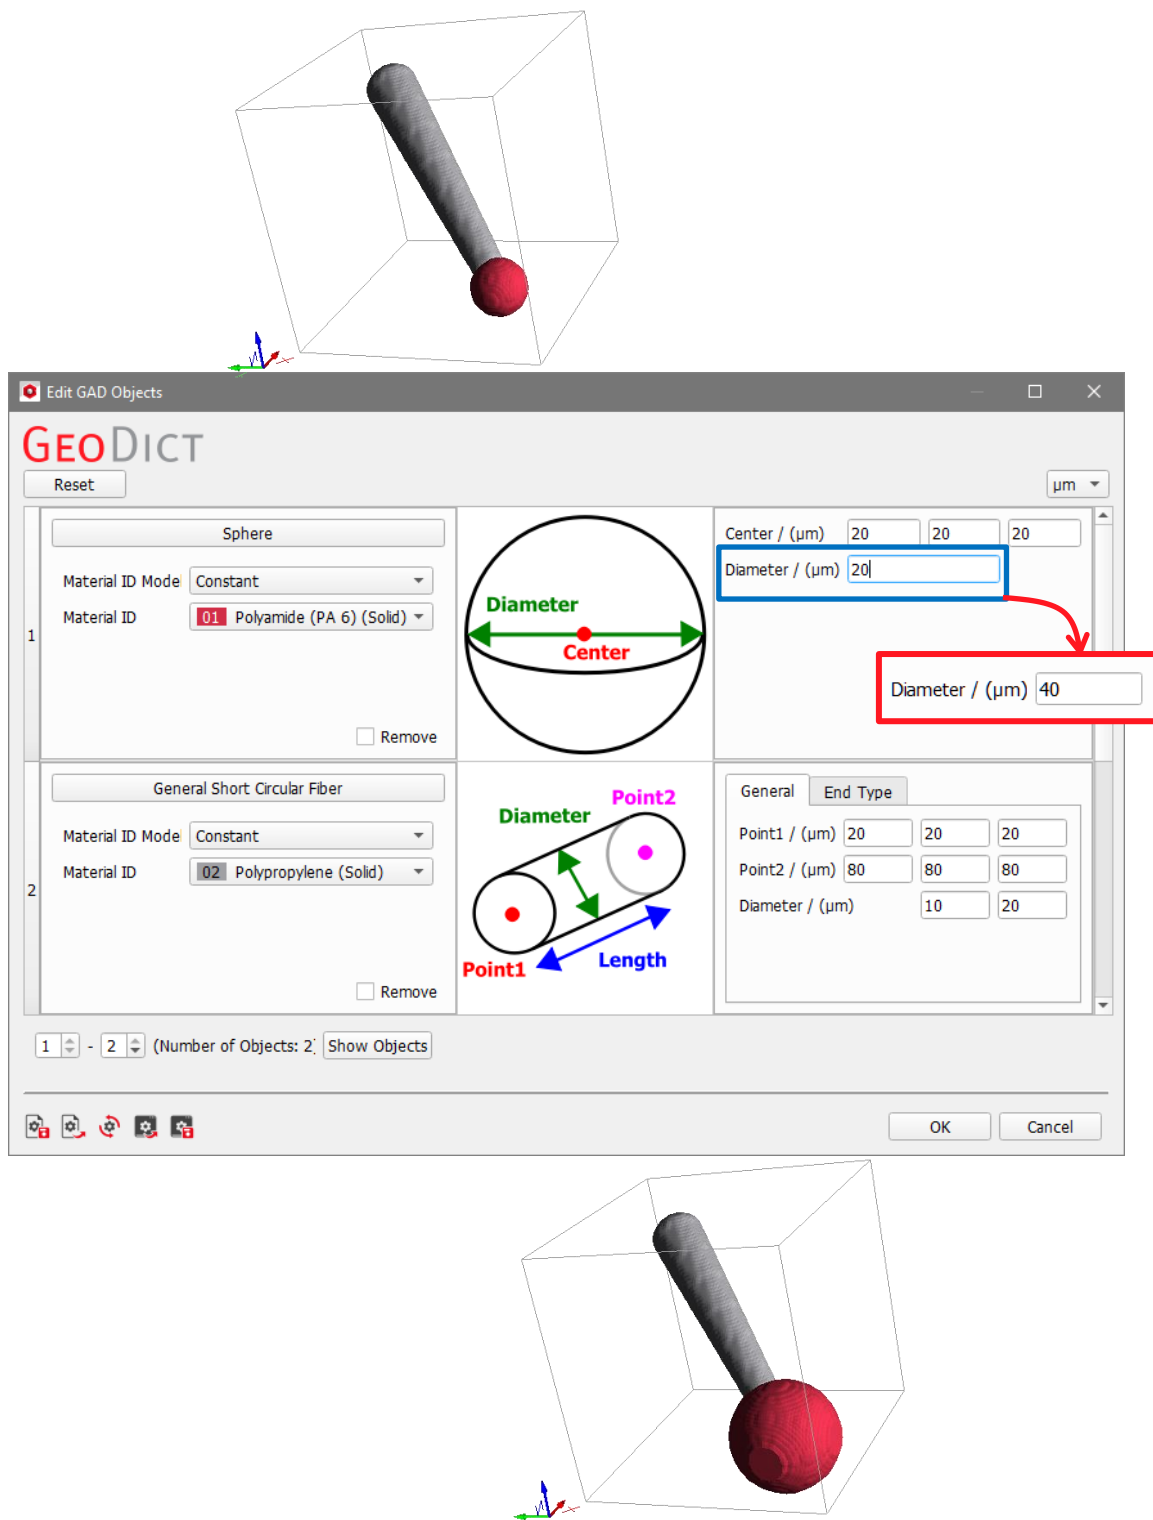 Edit GAD Objects
GEODICT
Reset
µm
Sphere
Material ID Mode Constant
Material ID 01 Polyamide (PA 6) (Solid)
Remove
1
Diameter
Center
Center / (µm) 20 20 20
Diameter / (µm) 20
Diameter / (µm) 40
General Short Circular Fiber
Material ID Mode Constant
Material ID 02 Polypropylene (Solid)
Remove
2
Diameter
Point2
Point1
Length
General End Type
Point1 / (µm) 20 20 20
Point2 / (µm) 80 80 80
Diameter / (µm) 10 20
1 - 2 (Number of Objects: 2) Show Objects
OK Cancel